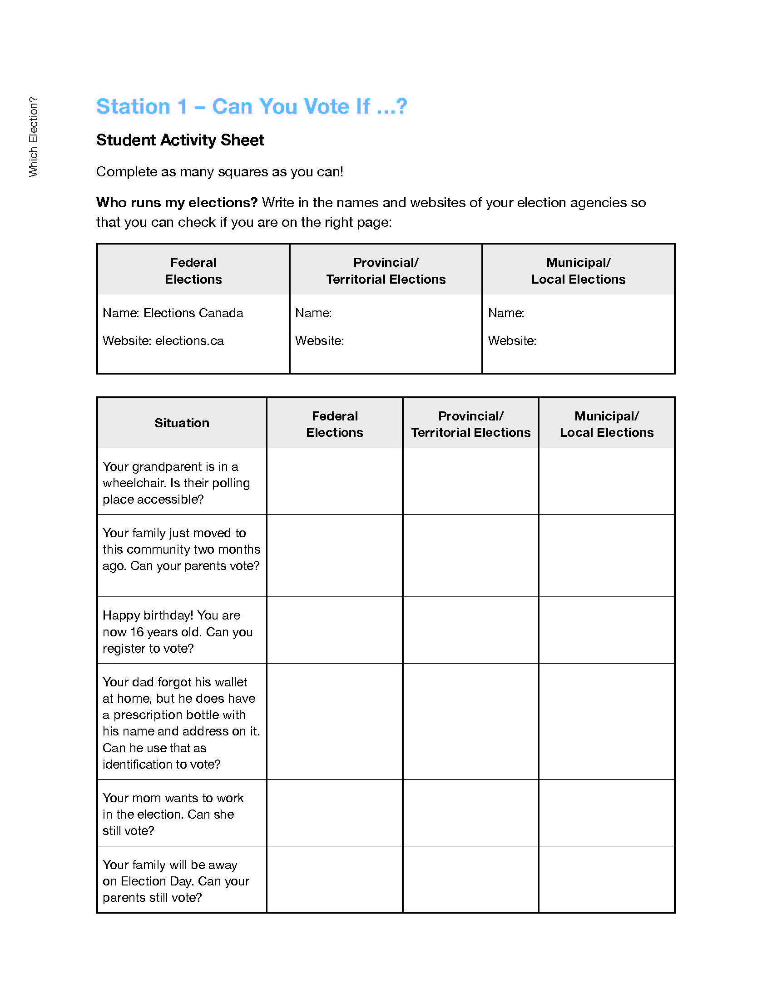 Which Election?
Station 1 – Can You Vote If ...?
Student Activity Sheet
Complete as many squares as you can!
Who runs my elections? Write in the names and websites of your election agencies so
that you can check if you are on the right page:
Federal
Elections
Provincial/
Territorial Elections
Municipal/
Local Elections
Name: Elections Canada
Website: elections.ca
Name:
Website:
Name:
Website:
Situation
Federal
Elections
Provincial/
Territorial Elections
Municipal/
Local Elections
Your grandparent is in a
wheelchair. Is their polling
place accessible?
Your family just moved to
this community two months
ago. Can your parents vote?
Happy birthday! You are
now 16 years old. Can you
register to vote?
Your dad forgot his wallet
at home, but he does have
a prescription bottle with
his name and address on it.
Can he use that as
identification to vote?
Your mom wants to work
in the election. Can she
still vote?
Your family will be away
on Election Day. Can your
parents still vote?